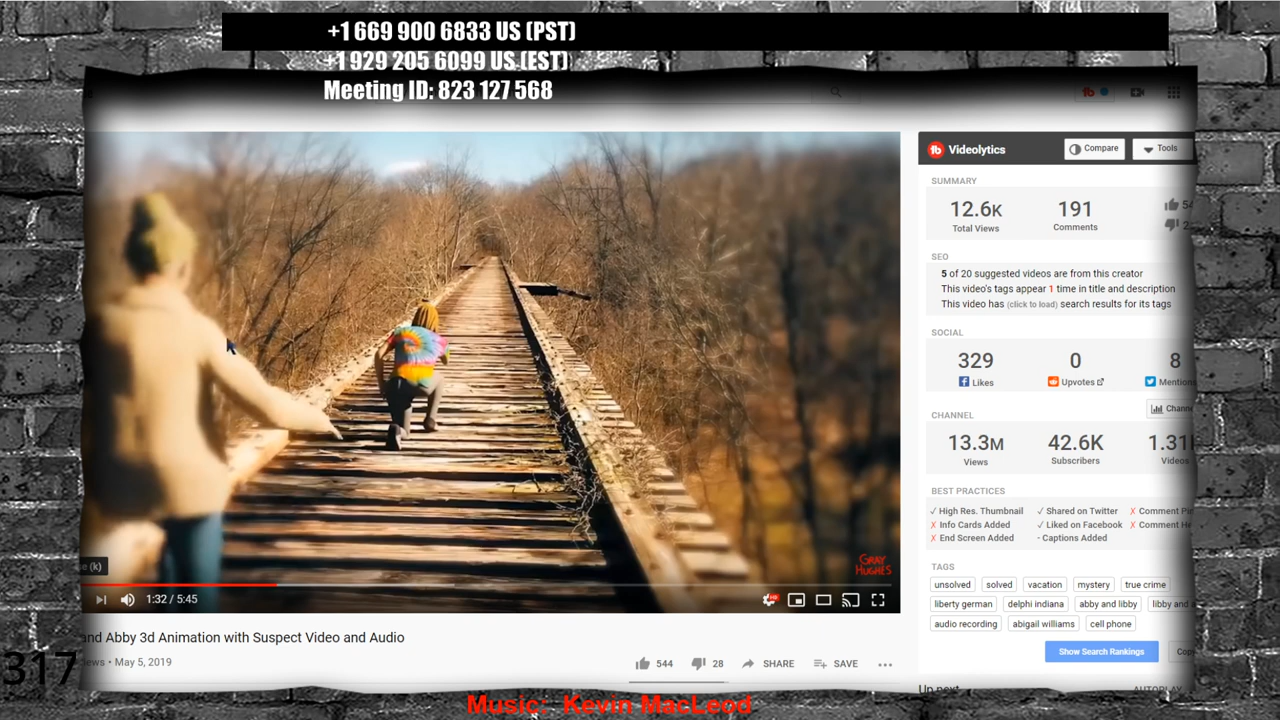 +1 669 900 6833 US (PST)
+1 929 205 6099 US (EST)
Meeting ID: 823 127 568
Videolytics
Compare
Tools
SUMMARY
12.6K
191
Total Views
Comments
SEO
5 of 20 suggested videos are from this creator
This video's tags appear 1 time in title and description
This video has (click to load) search results for its tags
SOCIAL
329
0
8
Likes
Upvotes
CHANNEL
13.3M
42.6K
Views
Subscribers
Videos
BEST PRACTICES
✓ High Res. Thumbnail
✓ Shared on Twitter
X Comment
X Info Cards Added
✓ Liked on Facebook
X Comment
X End Screen Added
- Captions Added
TAGS
unsolved
solved
vacation
mystery
true crime
liberty german
delphi indiana
abby and libby
audio recording
abigail williams
cell phone
Show Search Rankings
Up next
AUTOPLAY
GRAY
HUGHES
(k)
1:32 / 5:45
HD
and Abby 3d Animation with Suspect Video and Audio
• May 5, 2019
544
28
SHARE
SAVE
317
Music: Kevin MacLeod